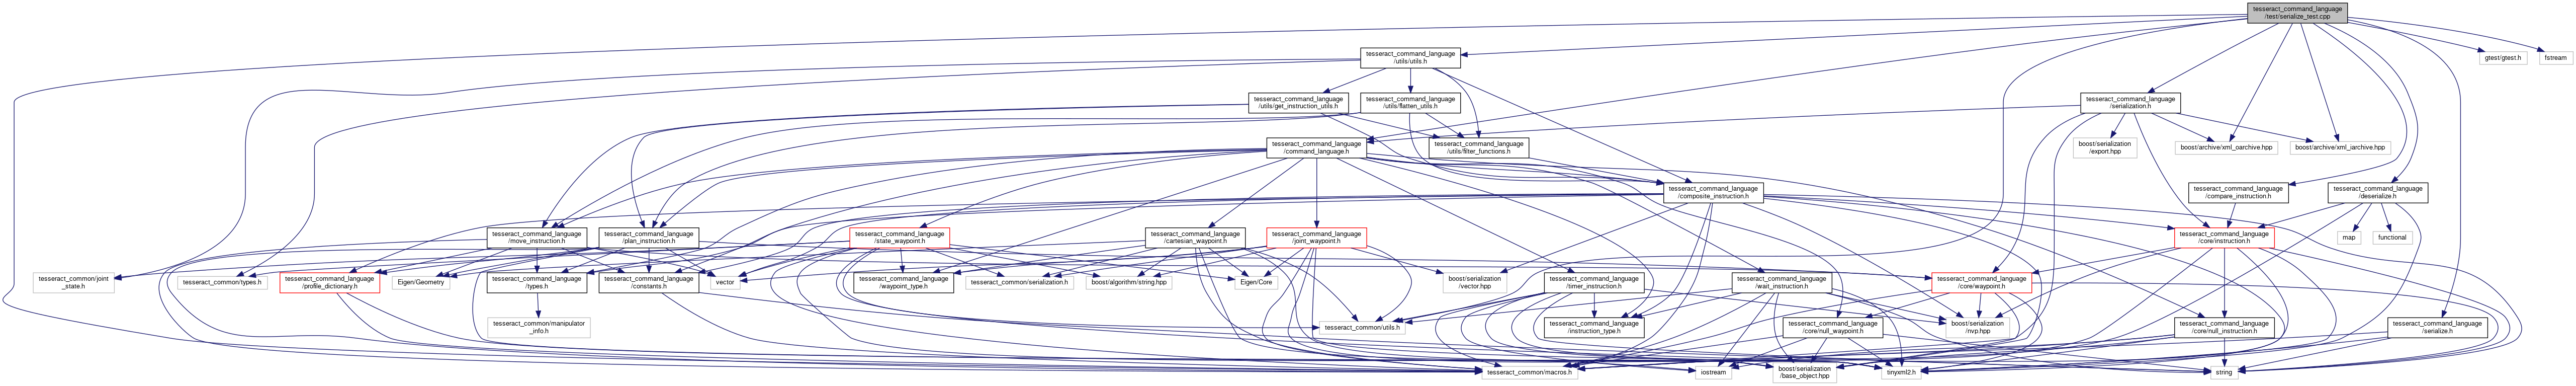 tesseract_command_language
/test/serialize_test.cpp
tesseract_command_language
/utils/utils.h
gtest/gtest.h
fstream
tesseract_command_language
/utils/get_instruction_utils.h
tesseract_command_language
/utils/flatten_utils.h
tesseract_command_language
/serialization.h
tesseract_command_language
/command_language.h
tesseract_command_language
/utils/filter_functions.h
boost/serialization
/export.hpp
boost/archive/xml_oarchive.hpp
boost/archive/xml_iarchive.hpp
tesseract_command_language
/composite_instruction.h
tesseract_command_language
/compare_instruction.h
tesseract_command_language
/deserialize.h
tesseract_command_language
/move_instruction.h
tesseract_command_language
/plan_instruction.h
tesseract_command_language
/state_waypoint.h
tesseract_command_language
/cartesian_waypoint.h
tesseract_command_language
/joint_waypoint.h
tesseract_command_language
/core/instruction.h
map
functional
tesseract_common/joint
_state.h
tesseract_common/types.h
tesseract_command_language
/profile_dictionary.h
Eigen/Geometry
tesseract_command_language
/types.h
tesseract_command_language
/constants.h
vector
tesseract_command_language
/waypoint_type.h
tesseract_common/serialization.h
boost/algorithm/string.hpp
Eigen/Core
boost/serialization
/vector.hpp
tesseract_command_language
/timer_instruction.h
tesseract_command_language
/wait_instruction.h
tesseract_command_language
/core/waypoint.h
tesseract_common/manipulator
_info.h
tesseract_common/utils.h
tesseract_command_language
/instruction_type.h
tesseract_command_language
/core/null_waypoint.h
boost/serialization
/nvp.hpp
tesseract_command_language
/core/null_instruction.h
tesseract_command_language
/serialize.h
tesseract_common/macros.h
iostream
boost/serialization
/base_object.hpp
tinyxml2.h
string